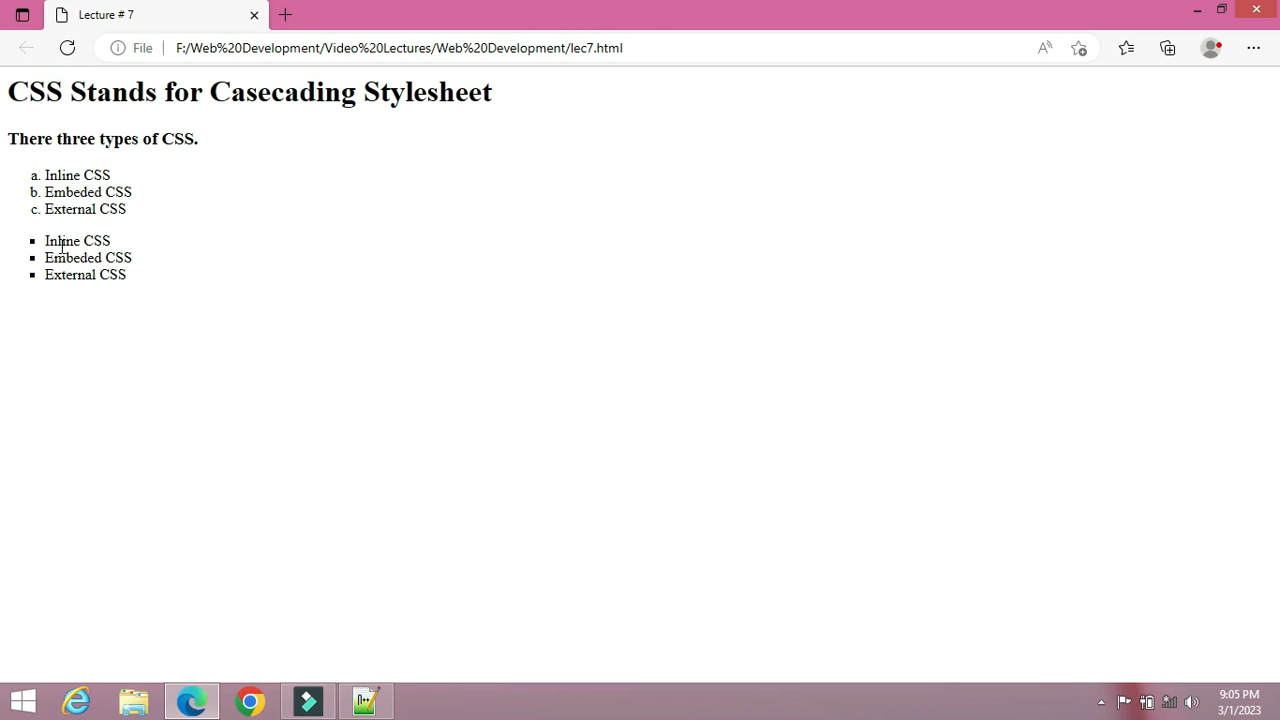 Lecture # 7
File F:/Web%20Development/Video%20Lectures/Web%20Development/lec7.html
CSS Stands for Casecading Stylesheet
There three types of CSS.
a. Inline CSS
b. Embeded CSS
c. External CSS
Inline CSS
Embeded CSS
External CSS
9:05 PM
3/1/2023